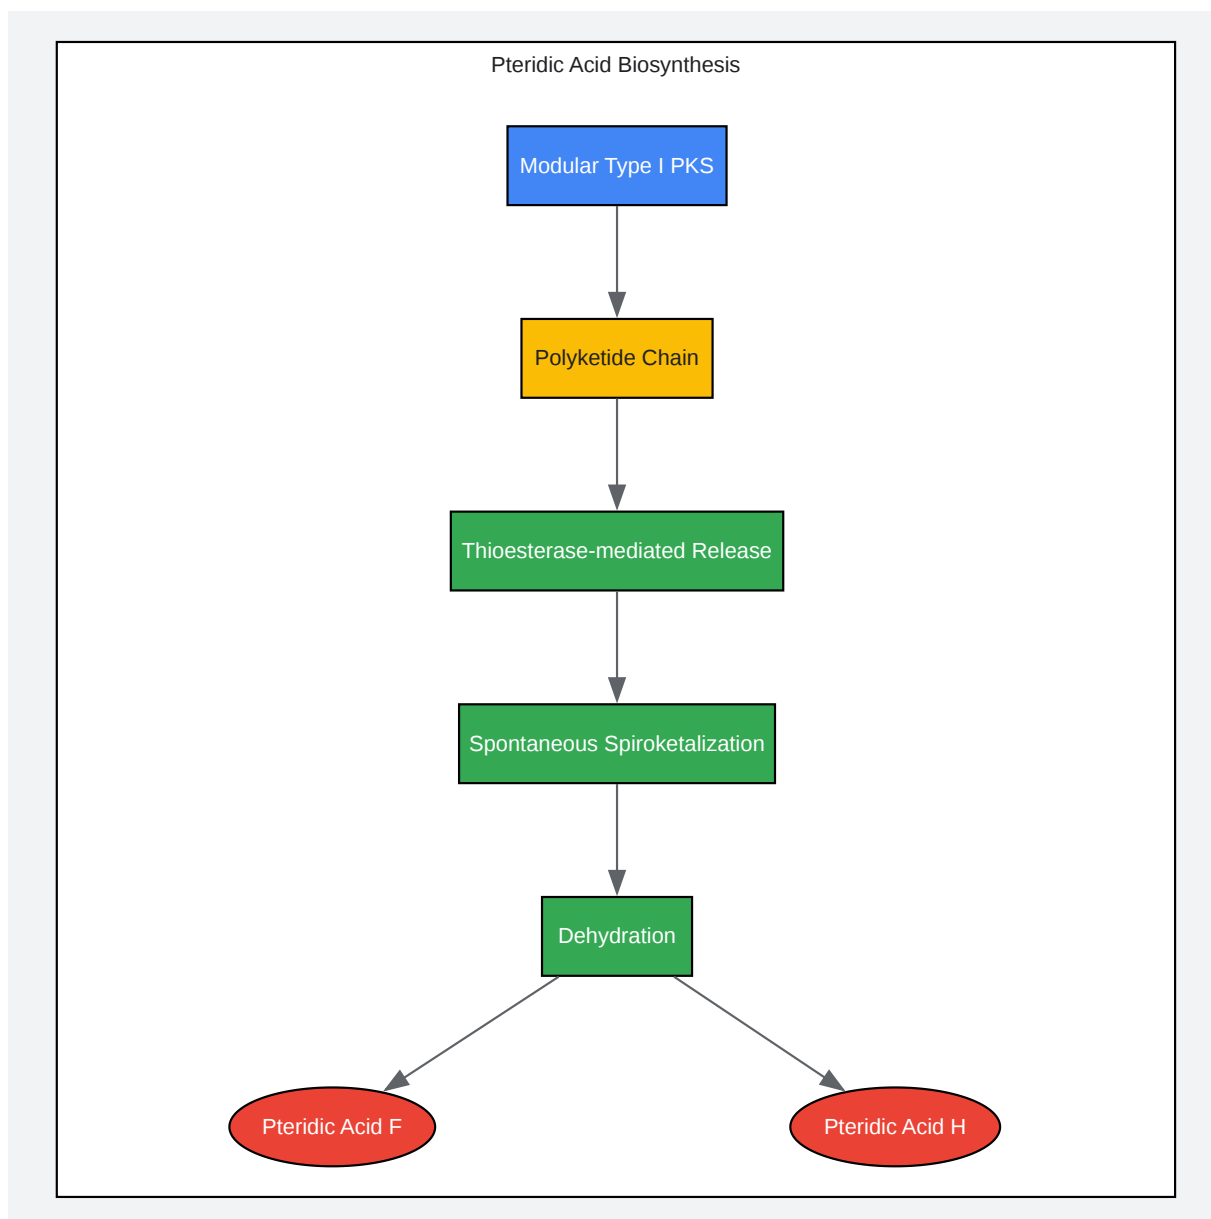 Pteridic Acid Biosynthesis
Modular Type I PKS
Polyketide Chain
Thioesterase-mediated Release
Spontaneous Spiroketalization
Dehydration
Pteridic Acid F
Pteridic Acid H